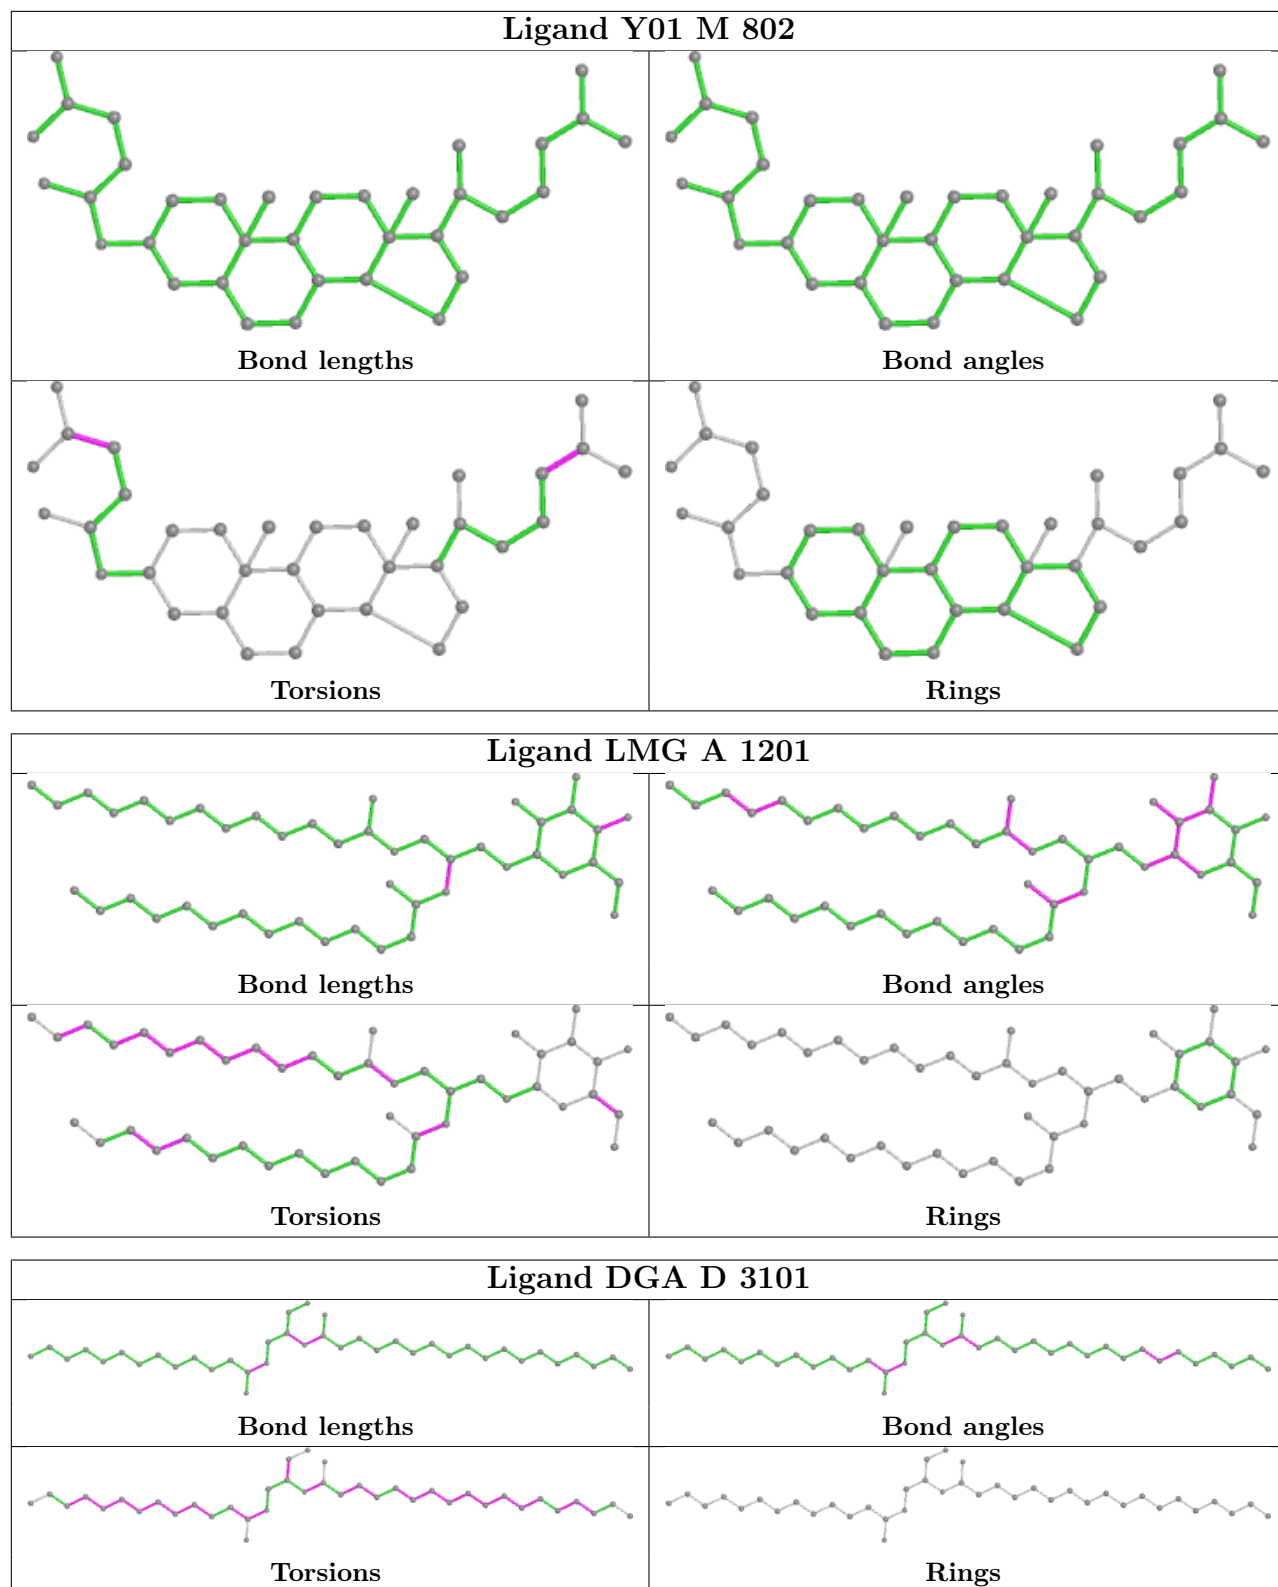 Ligand Y01 M 802
Bond lengths
Bond angles
Torsions
Rings
Ligand LMG A 1201
Bond lengths
Bond angles
Torsions
Rings
Ligand DGA D 3101
Bond lengths
Bond angles
Torsions
Rings